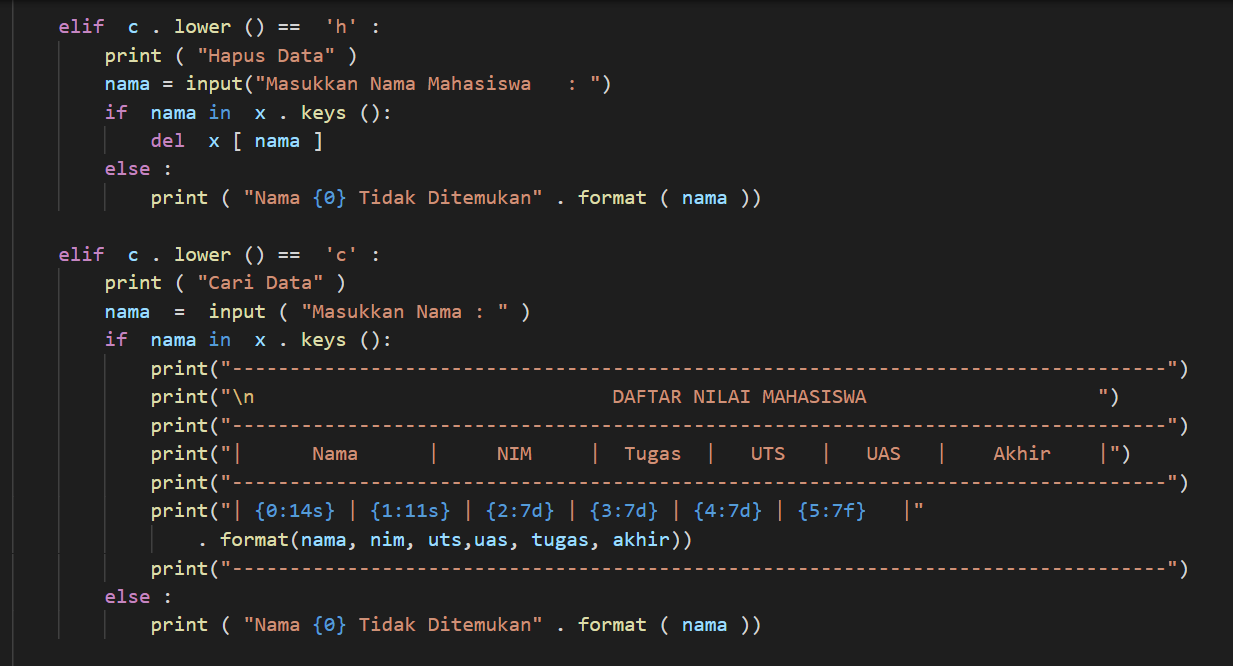 elif  c . lower () ==  'h' :
    print ( "Hapus Data" )
    nama = input("Masukkan Nama Mahasiswa   : ")
    if  nama in  x . keys ():
        del  x [ nama ]
    else :
        print ( "Nama {0} Tidak Ditemukan" . format ( nama ))
elif  c . lower () ==  'c' :
    print ( "Cari Data" )
    nama  =  input ( "Masukkan Nama : " )
    if  nama in  x . keys ():
        print("---------------------------------------------------------------------------------")
        print("\n                               DAFTAR NILAI MAHASISWA                    ")
        print("---------------------------------------------------------------------------------")
        print("|      Nama      |     NIM     |  Tugas  |   UTS   |   UAS   |    Akhir    |")
        print("---------------------------------------------------------------------------------")
        print("| {0:14s} | {1:11s} | {2:7d} | {3:7d} | {4:7d} | {5:7f}   |"
            . format(nama, nim, uts,uas, tugas, akhir))
        print("---------------------------------------------------------------------------------")
    else :
        print ( "Nama {0} Tidak Ditemukan" . format ( nama ))